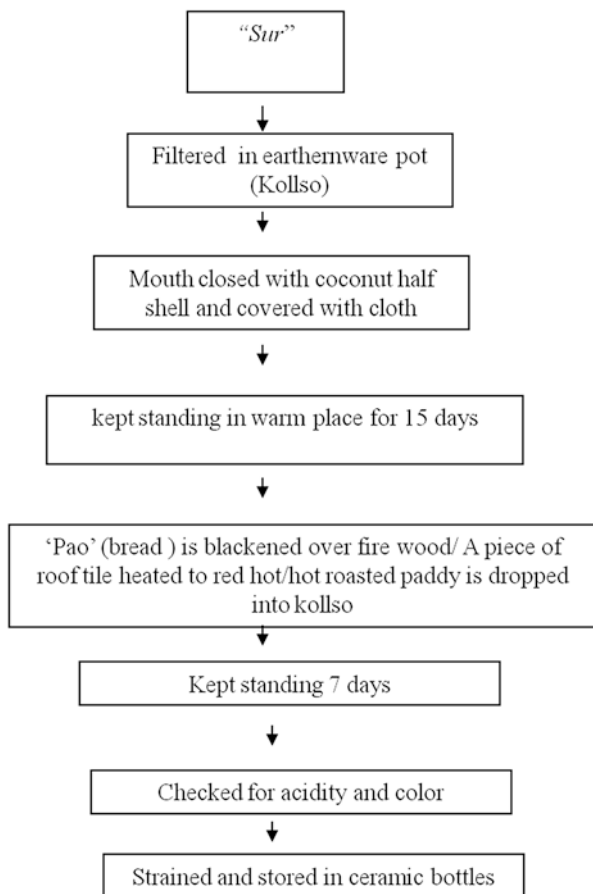 “Sur”
Filtered in earthernware pot
(Kollso)
Mouth closed with coconut half
shell and covered with cloth
kept standing in warm place for 15 days
‘Pao’ (bread ) is blackened over fire wood/ A piece of
roof tile heated to red hot/hot roasted paddy is dropped
into kollso
Kept standing 7 days
Checked for acidity and color
Strained and stored in ceramic bottles